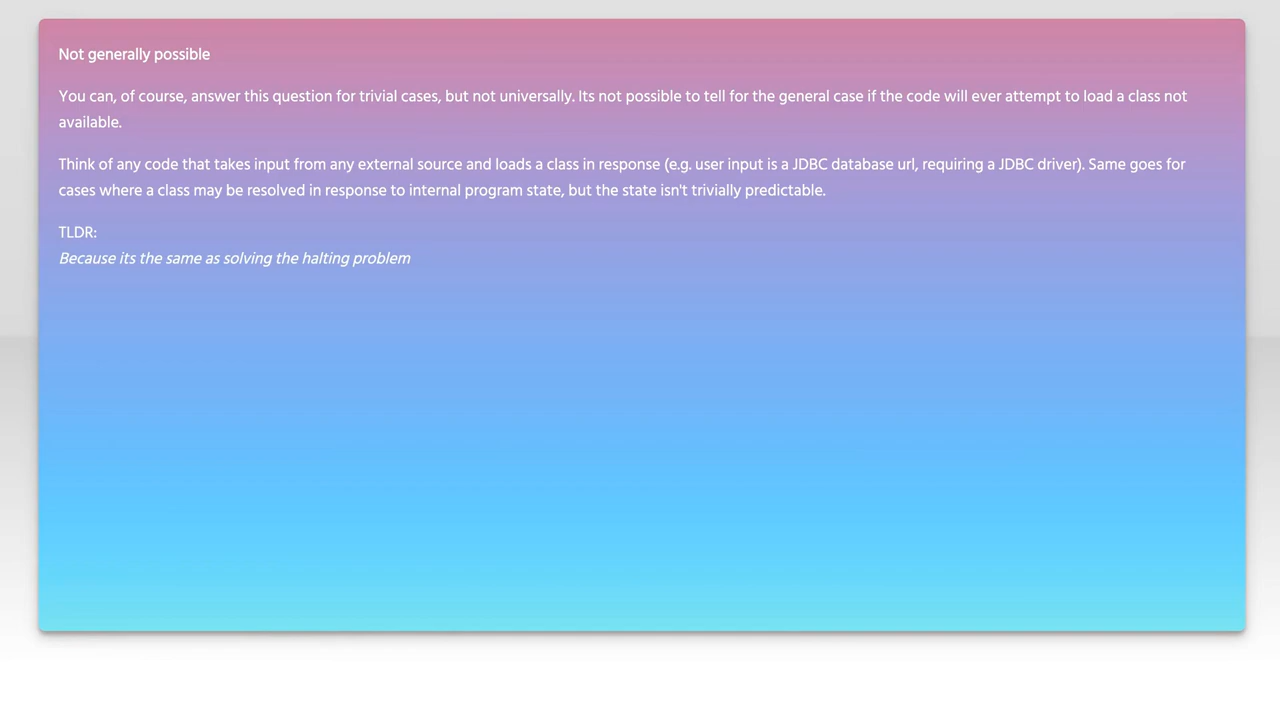 Not generally possible
You can, of course, answer this question for trivial cases, but not universally. Its not possible to tell for the general case if the code will ever attempt to load a class not
available.
Think of any code that takes input from any external source and loads a class in response (e.g. user input is a JDBC database url, requiring a JDBC driver). Same goes for
cases where a class may be resolved in response to internal program state, but the state isn't trivially predictable.
TLDR:
Because its the same as solving the halting problem